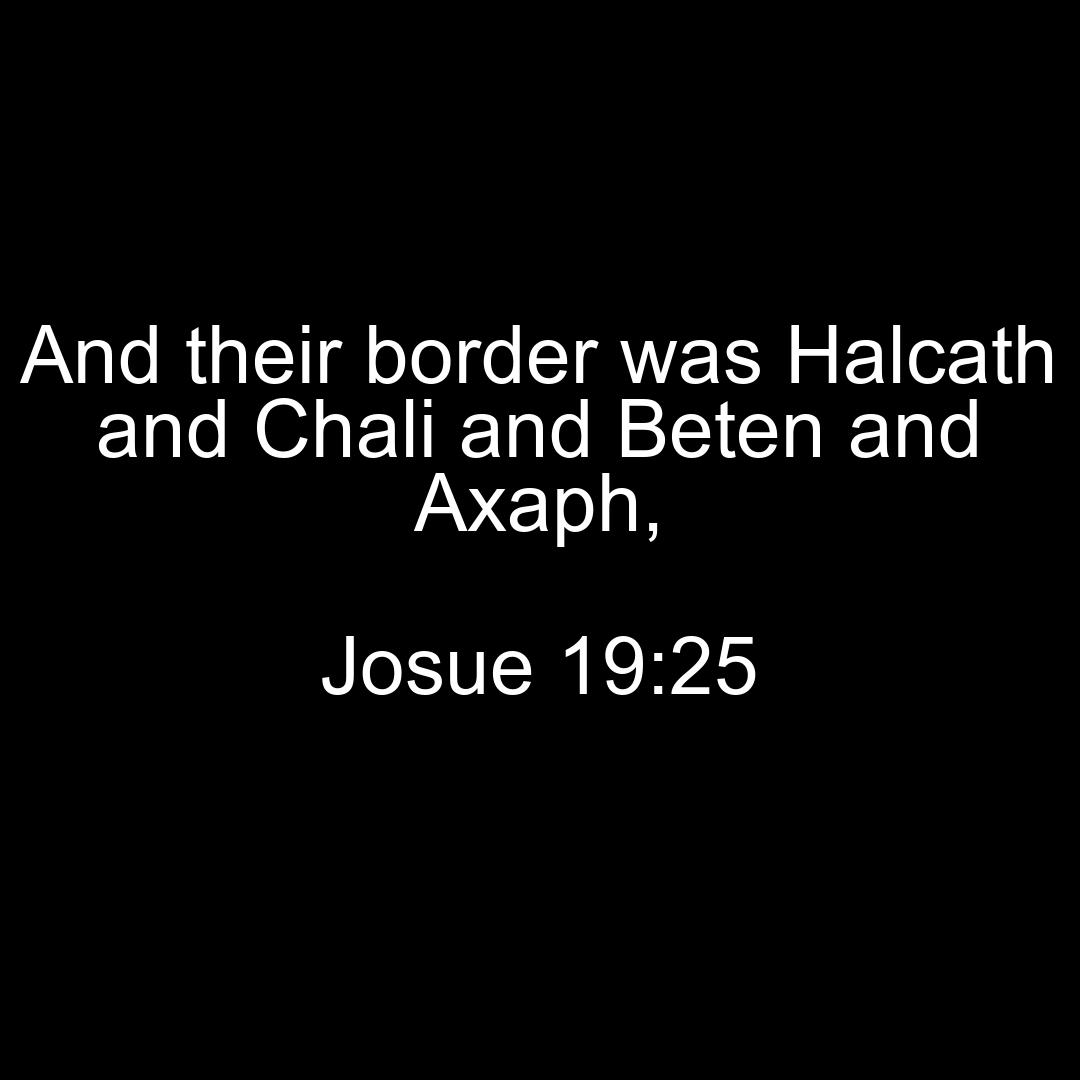 And their border was Halcath
and Chali and Beten and
Axaph,
Josue 19:25